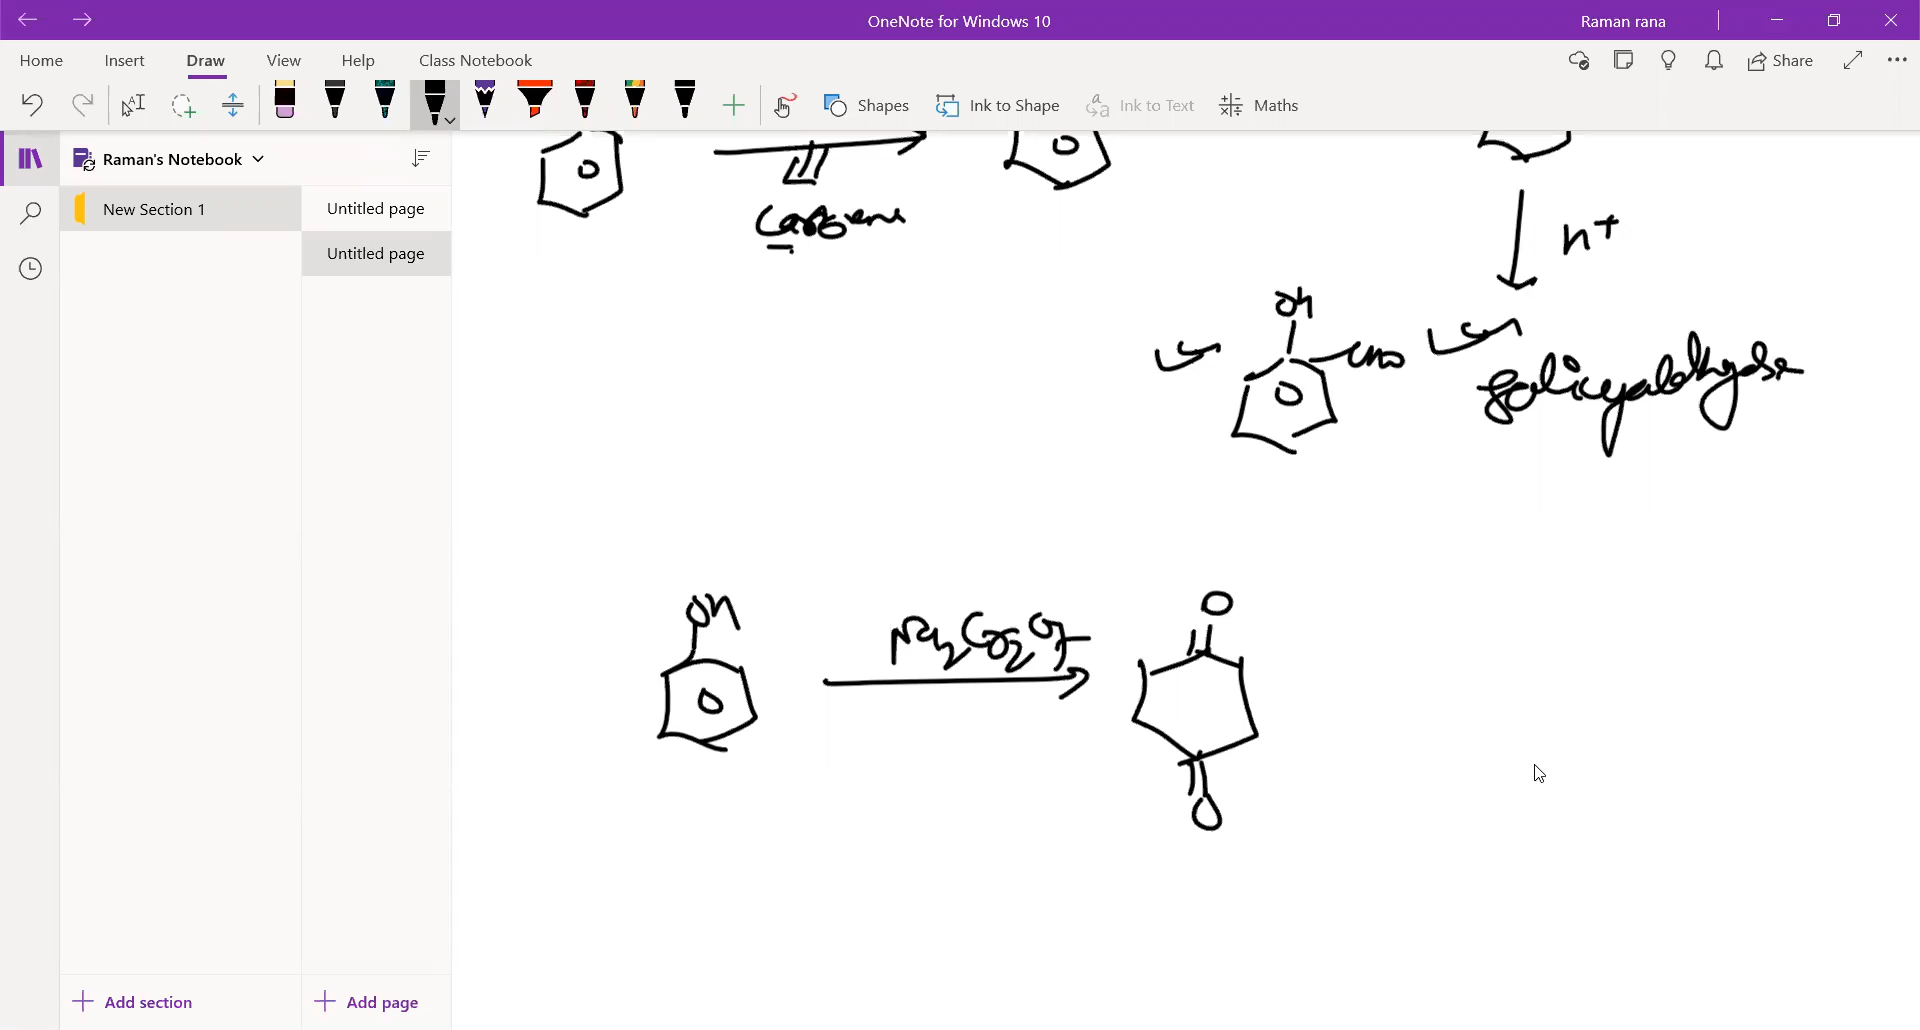 OneNote for Windows 10
Raman rana
Home Insert Draw View Help Class Notebook
Share
Shapes
Ink to Shape
Ink to Text
Maths
Raman's Notebook
New Section 1
Untitled page
Untitled page
O
O
Carbene
H+
OH
CHO
O
Salicyaldhyde
OH
O
Na2Cr2O7
O
O
Add section
Add page